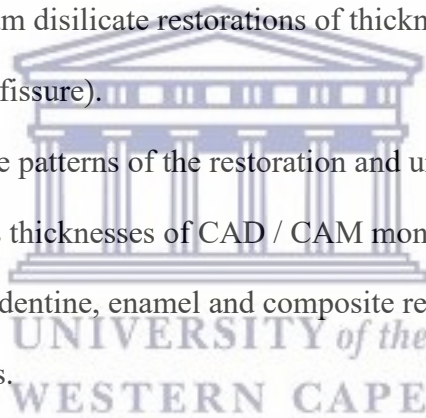 am disilicate restorations of thickn
fissure).
e patterns of the restoration and u
s thicknesses of CAD / CAM mon
dentine, enamel and composite re
UNIVERSITY of the
s.
WESTERN CAPE